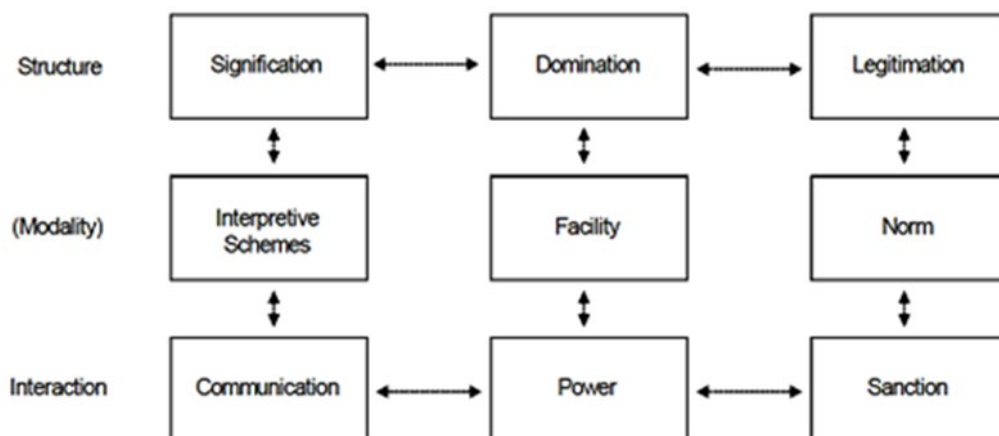 Structure
Signification
Domination
Legitimation
(Modality)
Interpretive
Schemes
Facility
Norm
Interaction
Communication
Power
Sanction